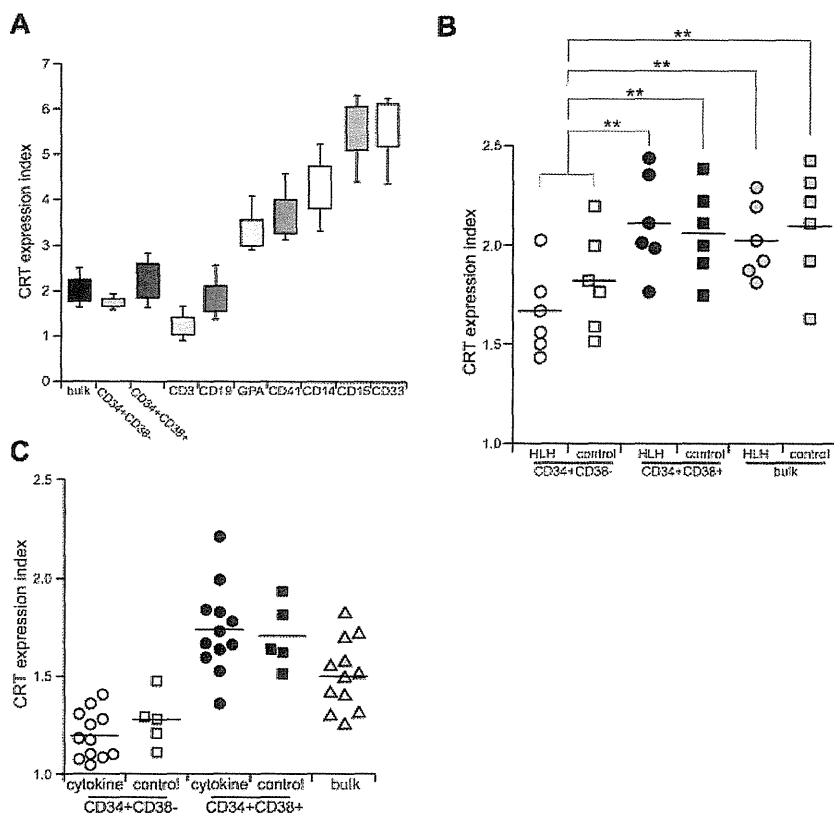 A
CRT expression index
7
6
5
4
3
2
1
0
bulk
CD34+CD38-
CD34+CD38+
CD3
CD19
GPA
CD41
CD14
CD15
CD33
B
**
**
**
**
CRT expression index
2.5
2.0
1.5
1.0
HLH control HLH control HLH control
CD34+CD38- CD34+CD38+ bulk
C
CRT expression index
2.5
2.0
1.5
1.0
cytokine control cytokine control bulk
CD34+CD38- CD34+CD38+